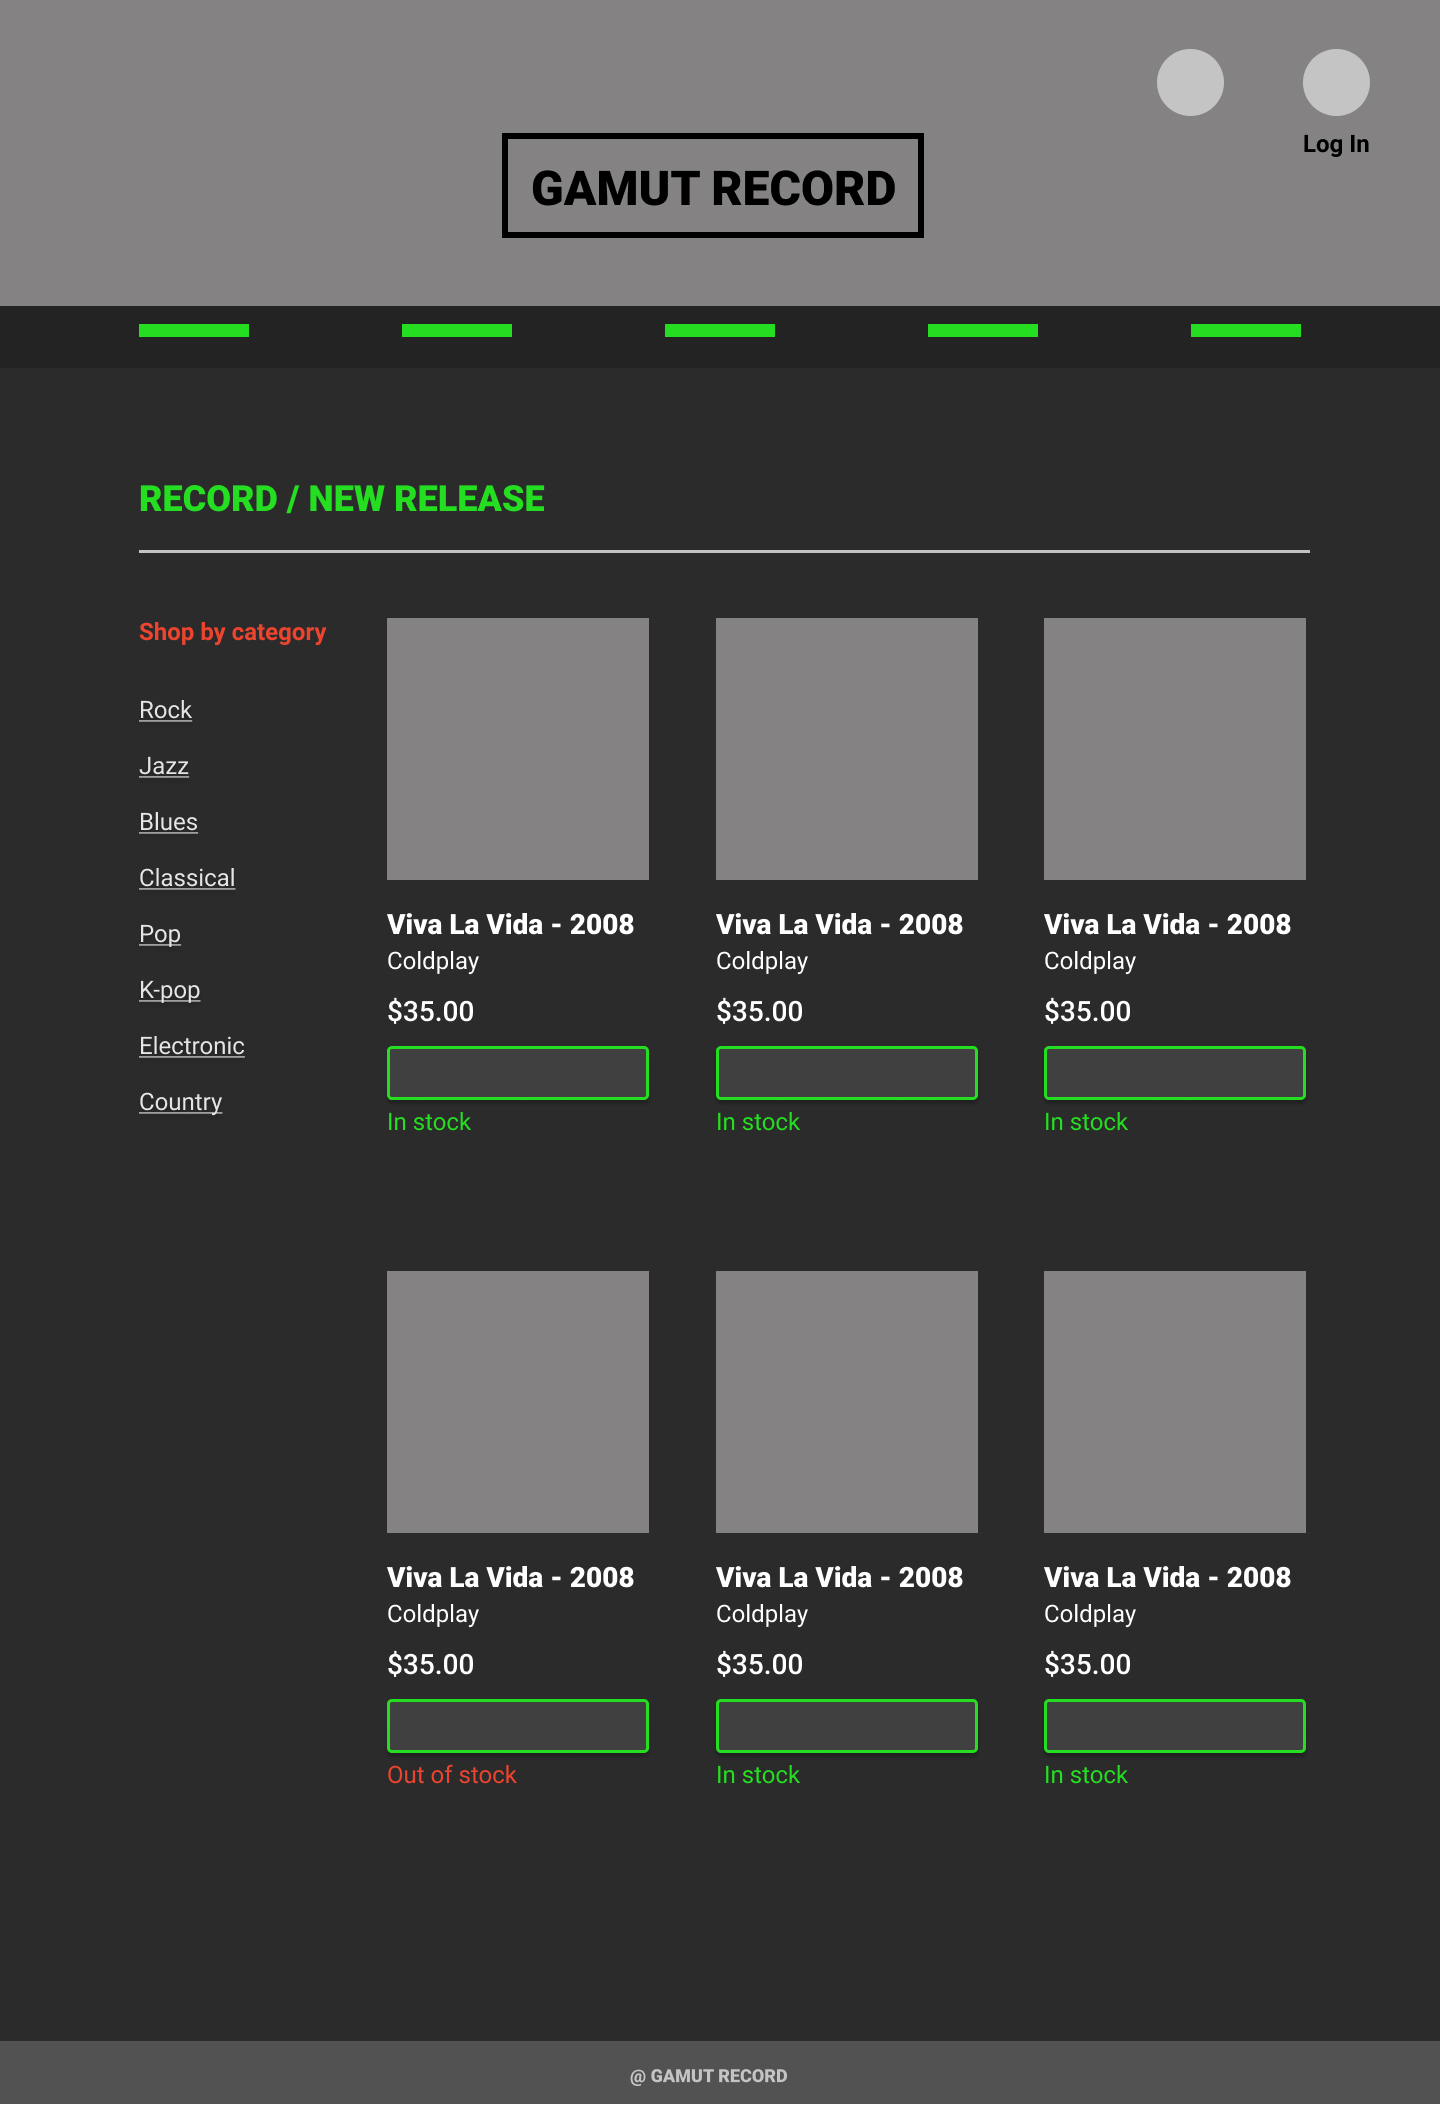 Log In
GAMUT RECORD
RECORD / NEW RELEASE
Shop by category
Rock
Jazz
Blues
Classical
Pop
K-pop
Electronic
Country
Viva La Vida - 2008
Coldplay
$35.00
In stock
Viva La Vida - 2008
Coldplay
$35.00
In stock
Viva La Vida - 2008
Coldplay
$35.00
In stock
Viva La Vida - 2008
Coldplay
$35.00
Out of stock
Viva La Vida - 2008
Coldplay
$35.00
In stock
Viva La Vida - 2008
Coldplay
$35.00
In stock
@ GAMUT RECORD